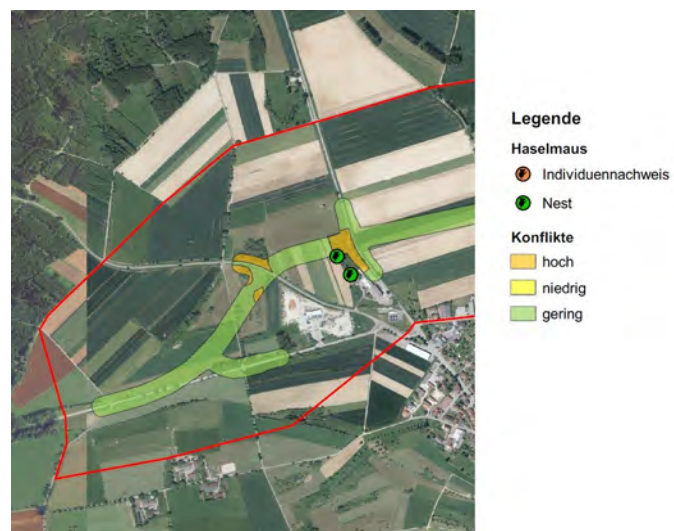 Legende
Haselmaus
Individuennachweis
Nest
Konflikte
hoch
niedrig
gering